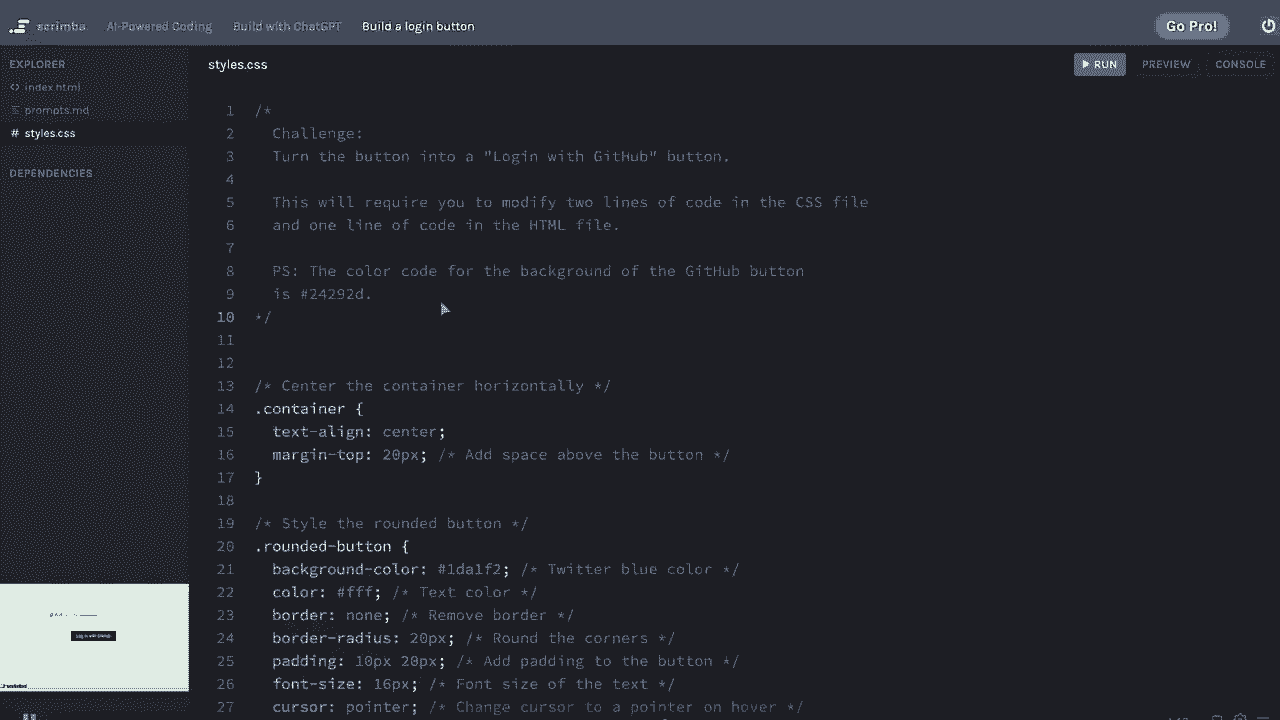 scrimba AI-Powered Coding Build with ChatGPT Build a login button Go Pro!
EXPLORER
index.html
prompts.md
# styles.css
DEPENDENCIES
styles.css RUN PREVIEW CONSOLE
1 /*
2 Challenge:
3 Turn the button into a "Login with GitHub" button.
4
5 This will require you to modify two lines of code in the CSS file
6 and one line of code in the HTML file.
7
8 PS: The color code for the background of the GitHub button
9 is #24292d.
10 */
11
12
13 /* Center the container horizontally */
14 .container {
15 text-align: center;
16 margin-top: 20px; /* Add space above the button */
17 }
18
19 /* Style the rounded button */
20 .rounded-button {
21 background-color: #1da1f2; /* Twitter blue color */
22 color: #fff; /* Text color */
23 border: none; /* Remove border */
24 border-radius: 20px; /* Round the corners */
25 padding: 10px 20px; /* Add padding to the button */
26 font-size: 16px; /* Font size of the text */
27 cursor: pointer; /* Change cursor to a pointer on hover */